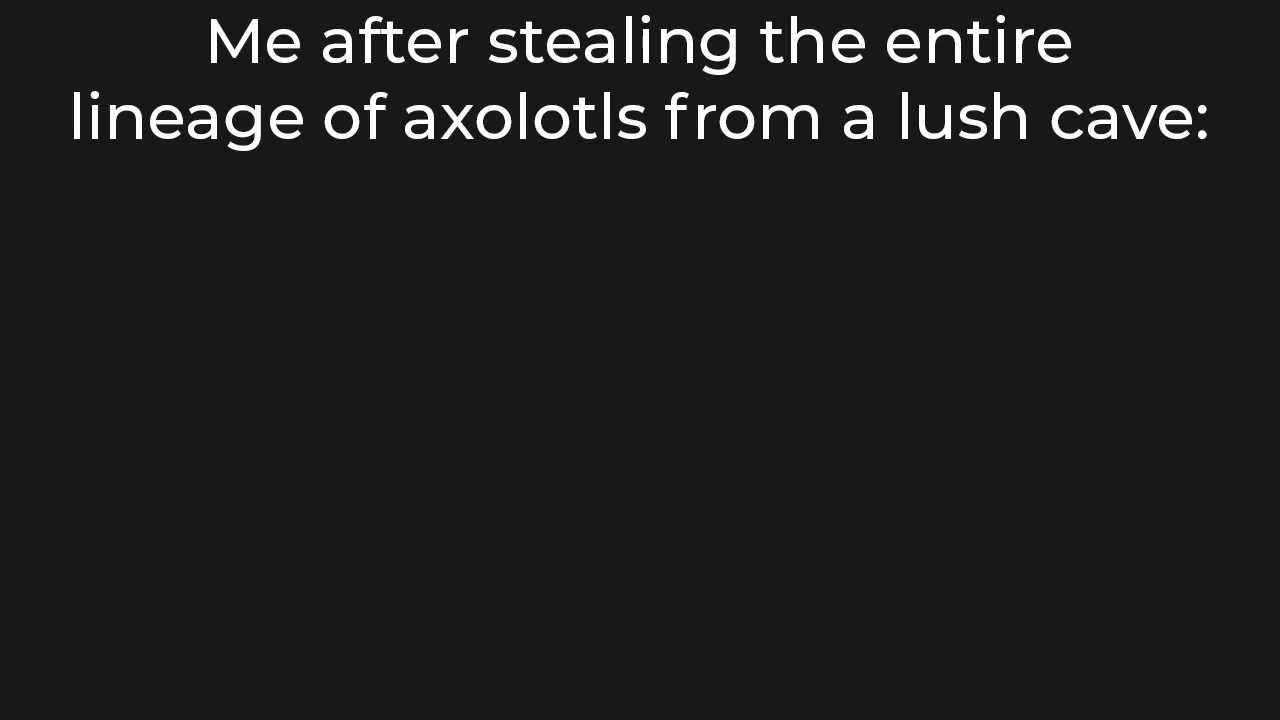 Me after stealing the entire
lineage of axolotls from a lush cave: